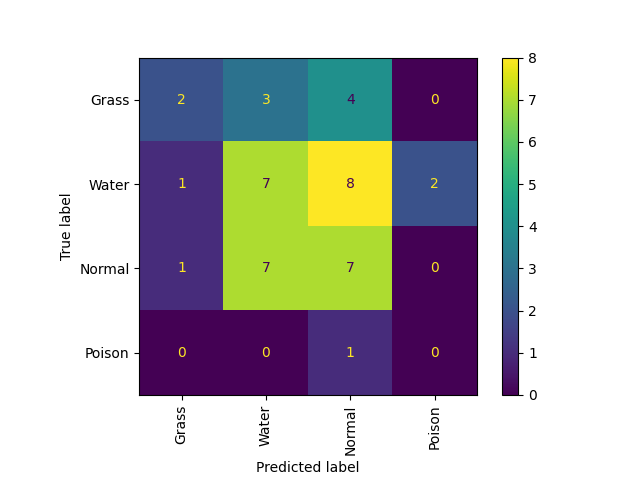 8
Grass 2 3 4 0
7
6
Water 1 7 8 2
5
4
True label
Normal 1 7 7 0
3
2
Poison 0 0 1 0
1
0
Grass Water Normal Poison
Predicted label